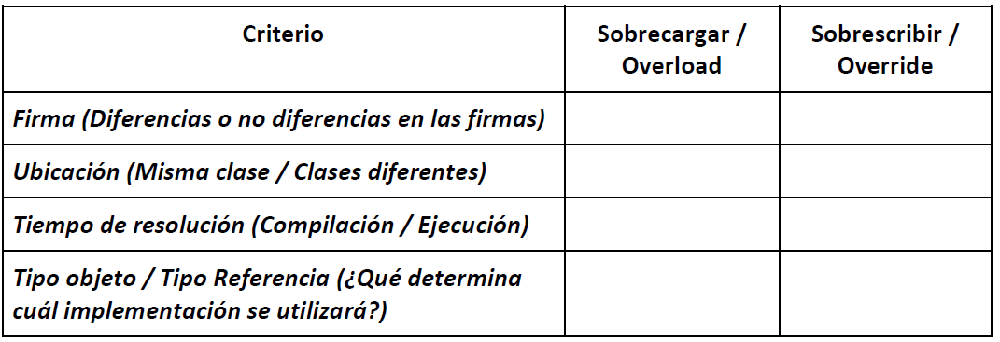 Criterio
Sobrecargar /
Overload
Sobrescribir /
Override
Firma (Diferencias o no diferencias en las firmas)
Ubicación (Misma clase / Clases diferentes)
Tiempo de resolución (Compilación / Ejecución)
Tipo objeto / Tipo Referencia (¿Qué determina
cuál implementación se utilizará?)